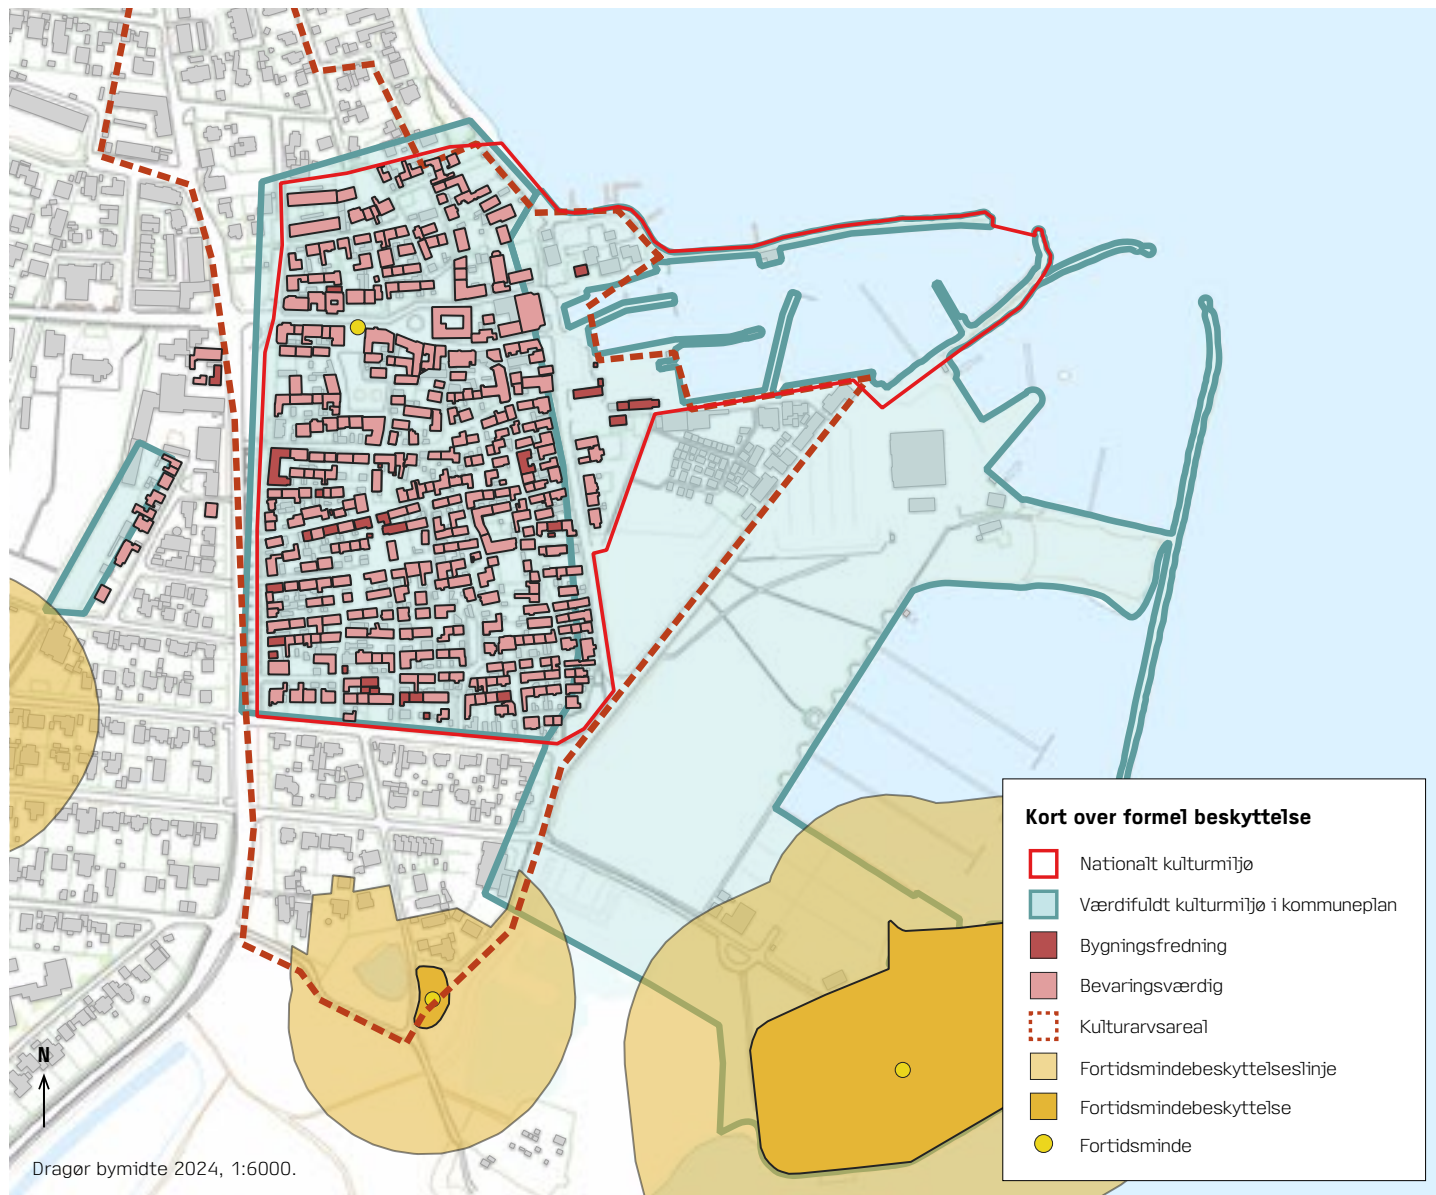 Kort over formel beskyttelse
Nationalt kulturmiljø
Værdifuldt kulturmiljø i kommuneplan
Bygningsfredning
Bevaringsværdig
Kulturarvsareal
Fortidsmindebeskyttelseslinje
Fortidsmindebeskyttelse
Fortidsminde
N
Dragør bymidte 2024, 1:6000.